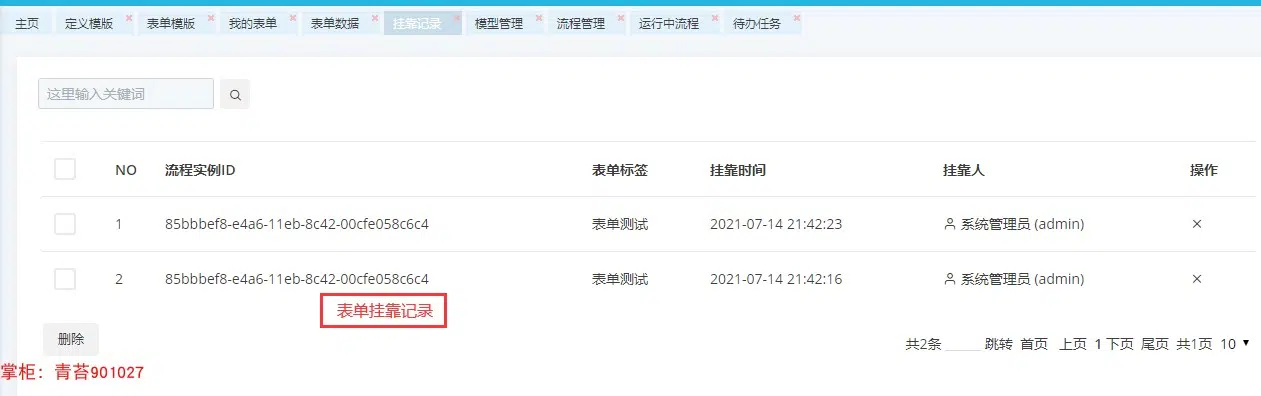 主页 定义模版 表单模版 我的表单 表单数据 挂靠记录 模型管理 流程管理 运行中流程 待办任务
这里输入关键词
NO 流程实例ID 表单标签 挂靠时间 挂靠人 操作
1 85bbbef8-e4a6-11eb-8c42-00cfe058c6c4 表单测试 2021-07-14 21:42:23 系统管理员 (admin)
2 85bbbef8-e4a6-11eb-8c42-00cfe058c6c4 表单测试 2021-07-14 21:42:16 系统管理员 (admin)
表单挂靠记录
删除
共2条 跳转 首页 上页 1 下页 尾页 共1页 10
掌柜：青苔901027